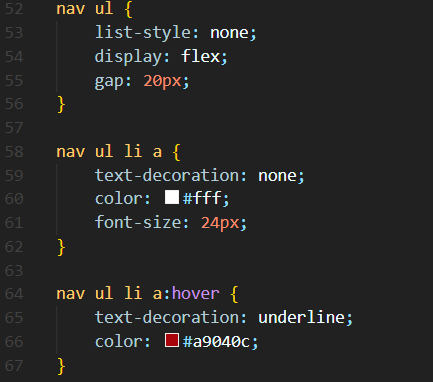 52 nav ul {
53 list-style: none;
54 display: flex;
55 gap: 20px;
56 }
57
58 nav ul li a {
59 text-decoration: none;
60 color: #fff;
61 font-size: 24px;
62 }
63
64 nav ul li a:hover {
65 text-decoration: underline;
66 color: #a9040c;
67 }